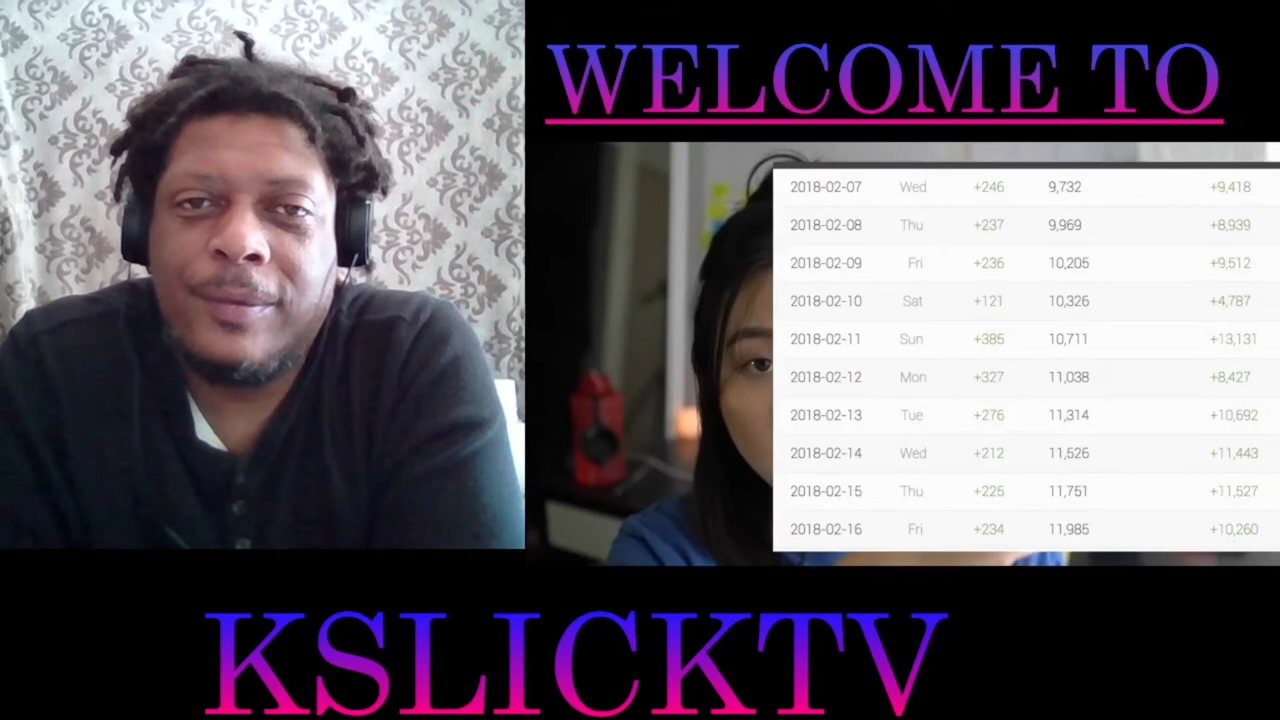 WELCOME TO
2018-02-07 Wed +246 9,732 +9,418
2018-02-08 Thu +237 9,969 +8,939
2018-02-09 Fri +236 10,205 +9,512
2018-02-10 Sat +121 10,326 +4,787
2018-02-11 Sun +385 10,711 +13,131
2018-02-12 Mon +327 11,038 +8,427
2018-02-13 Tue +276 11,314 +10,692
2018-02-14 Wed +212 11,526 +11,443
2018-02-15 Thu +225 11,751 +11,527
2018-02-16 Fri +234 11,985 +10,260
KSLICKTV